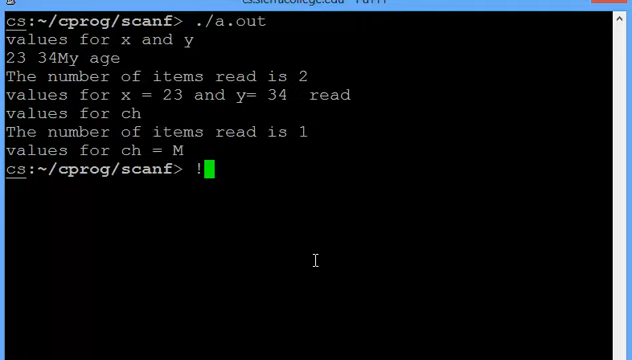 cs:~/cprog/scanf> ./a.out
values for x and y
23 34My age
The number of items read is 2
values for x = 23 and y= 34  read
values for ch
The number of items read is 1
values for ch = M
cs:~/cprog/scanf> !